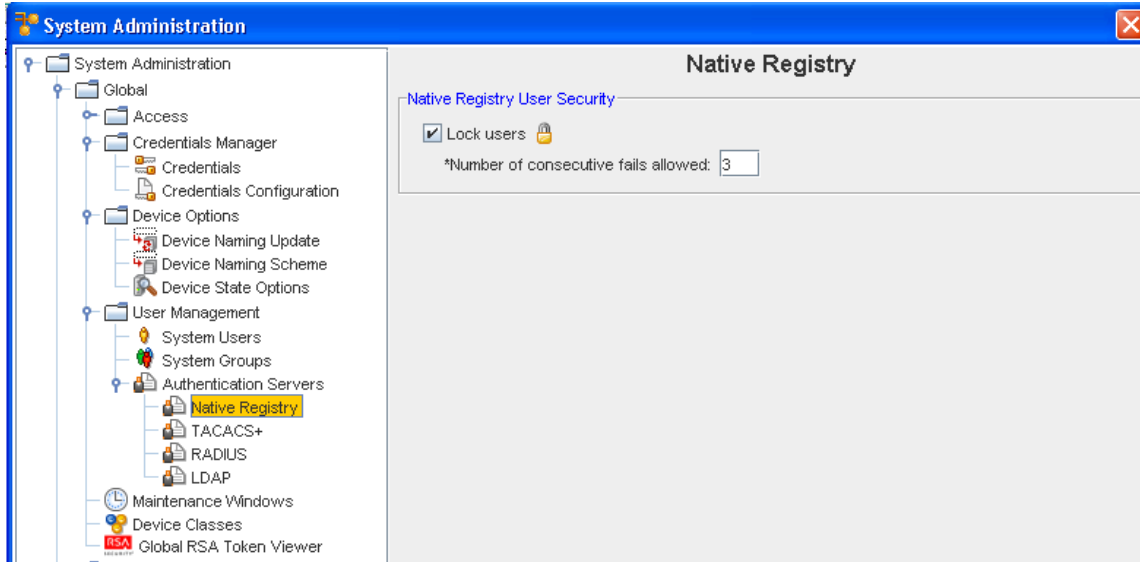 System Administration
System Administration
Global
Access
Credentials Manager
Credentials
Credentials Configuration
Device Options
Device Naming Update
Device Naming Scheme
Device State Options
User Management
System Users
System Groups
Authentication Servers
Native Registry
TACACS+
RADIUS
LDAP
Maintenance Windows
Device Classes
RSA
Global RSA Token Viewer
Native Registry
Native Registry User Security
Lock users
*Number of consecutive fails allowed: 3